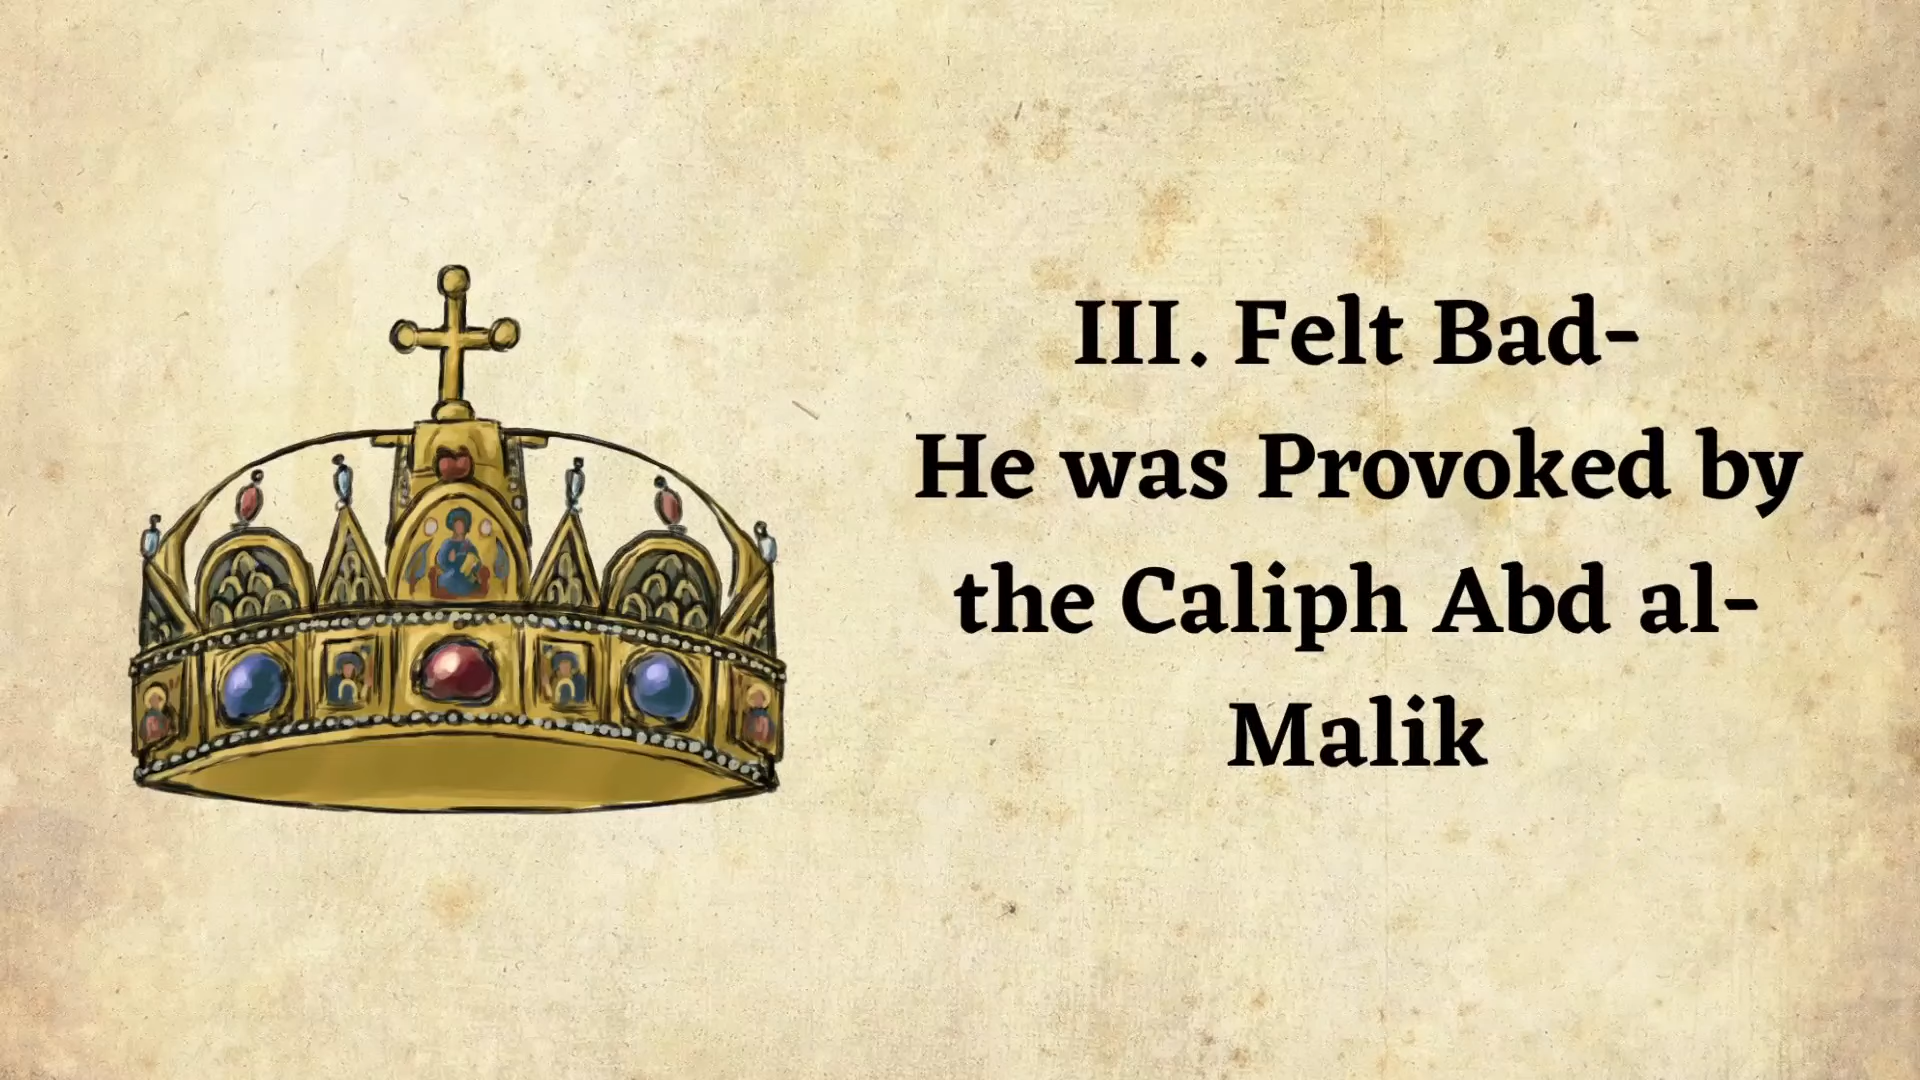 III. Felt Bad-
He was Provoked by
the Caliph Abd al-
Malik